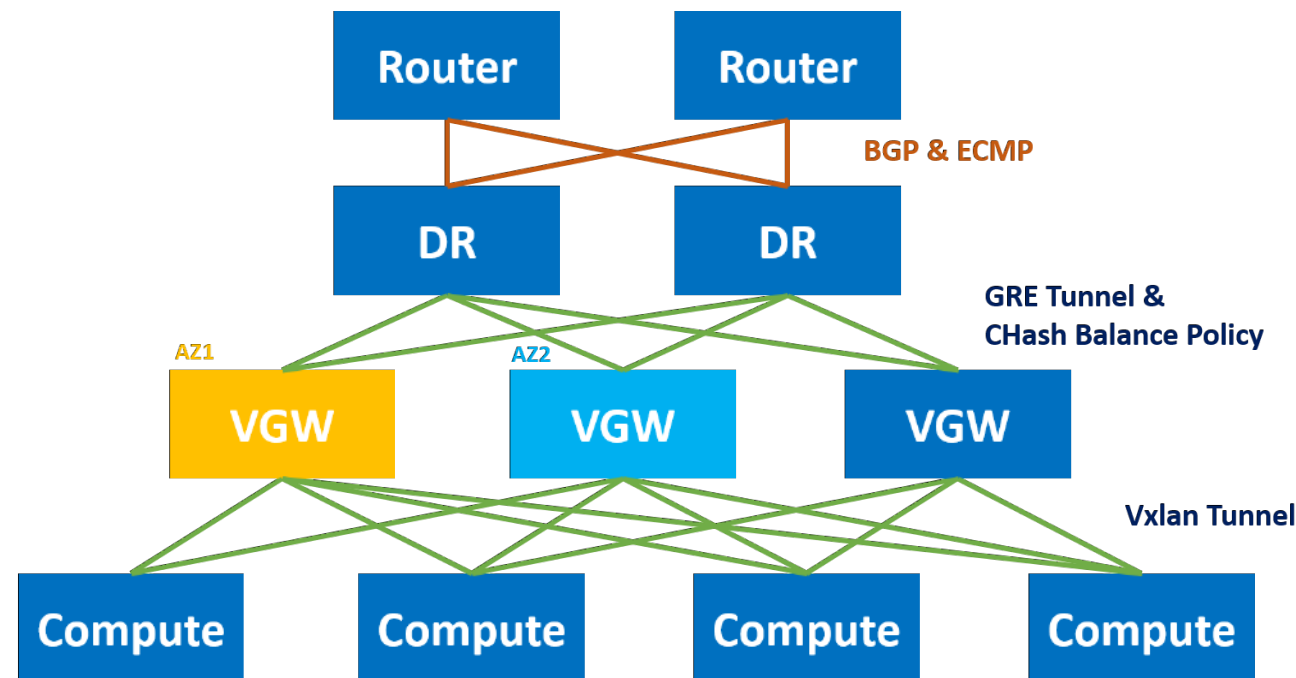 Router
Router
BGP & ECMP
DR
DR
GRE Tunnel &
CHash Balance Policy
AZ1
AZ2
VGW
VGW
VGW
Vxlan Tunnel
Compute
Compute
Compute
Compute